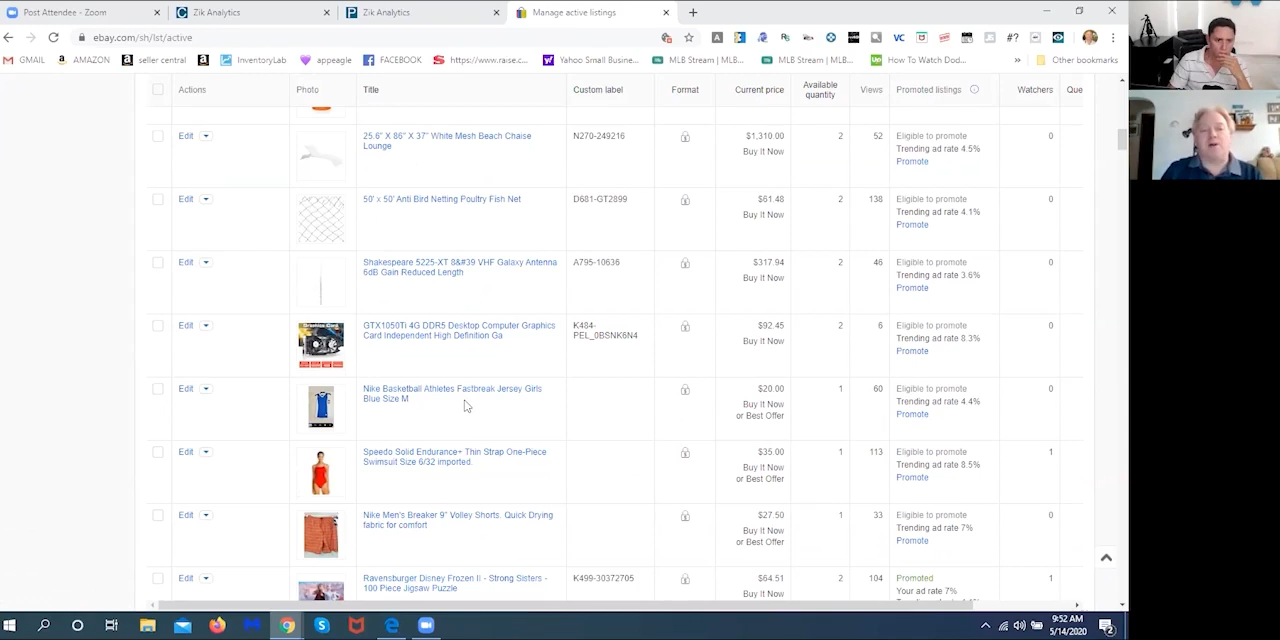 Post Attendee - Zoom
Zik Analytics
Zik Analytics
Manage active listings
ebay.com/sh/lst/active
GMAIL
AMAZON
seller central
InventoryLab
appeagle
FACEBOOK
https://www.raise.c...
Yahoo Small Busine...
MLB Stream | MLB...
MLB Stream | MLB...
How To Watch Dod...
»
Other bookmarks
Actions
Photo
Title
Custom label
Format
Current price
Available
quantity
Views
Promoted listings
Watchers
Que
Edit
25.6" X 86" X 37" White Mesh Beach Chaise
Lounge
N270-249216
$1,310.00
Buy It Now
2
52
Eligible to promote
Trending ad rate 4.5%
Promote
0
Edit
50' x 50' Anti Bird Netting Poultry Fish Net
D681-GT2899
$61.48
Buy It Now
2
138
Eligible to promote
Trending ad rate 4.1%
Promote
0
Edit
Shakespeare 5225-XT 8&#39 VHF Galaxy Antenna
6dB Gain Reduced Length
A795-10636
$317.94
Buy It Now
2
46
Eligible to promote
Trending ad rate 3.6%
Promote
0
Edit
GTX1050Ti 4G DDR5 Desktop Computer Graphics
Card Independent High Definition Ga
K484-
PEL_0BSNK6N4
$92.45
Buy It Now
2
6
Eligible to promote
Trending ad rate 8.3%
Promote
0
Edit
Nike Basketball Athletes Fastbreak Jersey Girls
Blue Size M
$20.00
Buy It Now
or Best Offer
1
60
Eligible to promote
Trending ad rate 4.4%
Promote
0
Edit
Speedo Solid Endurance+ Thin Strap One-Piece
Swimsuit Size 6/32 imported.
$35.00
Buy It Now
or Best Offer
1
113
Eligible to promote
Trending ad rate 8.5%
Promote
1
Edit
Nike Men's Breaker 9" Volley Shorts. Quick Drying
fabric for comfort
$27.50
Buy It Now
or Best Offer
1
33
Eligible to promote
Trending ad rate 7%
Promote
0
Edit
Ravensburger Disney Frozen II - Strong Sisters -
100 Piece Jigsaw Puzzle
K499-30372705
$64.51
Buy It Now
2
104
Promoted
Your ad rate 7%
1
9:52 AM
5/14/2020